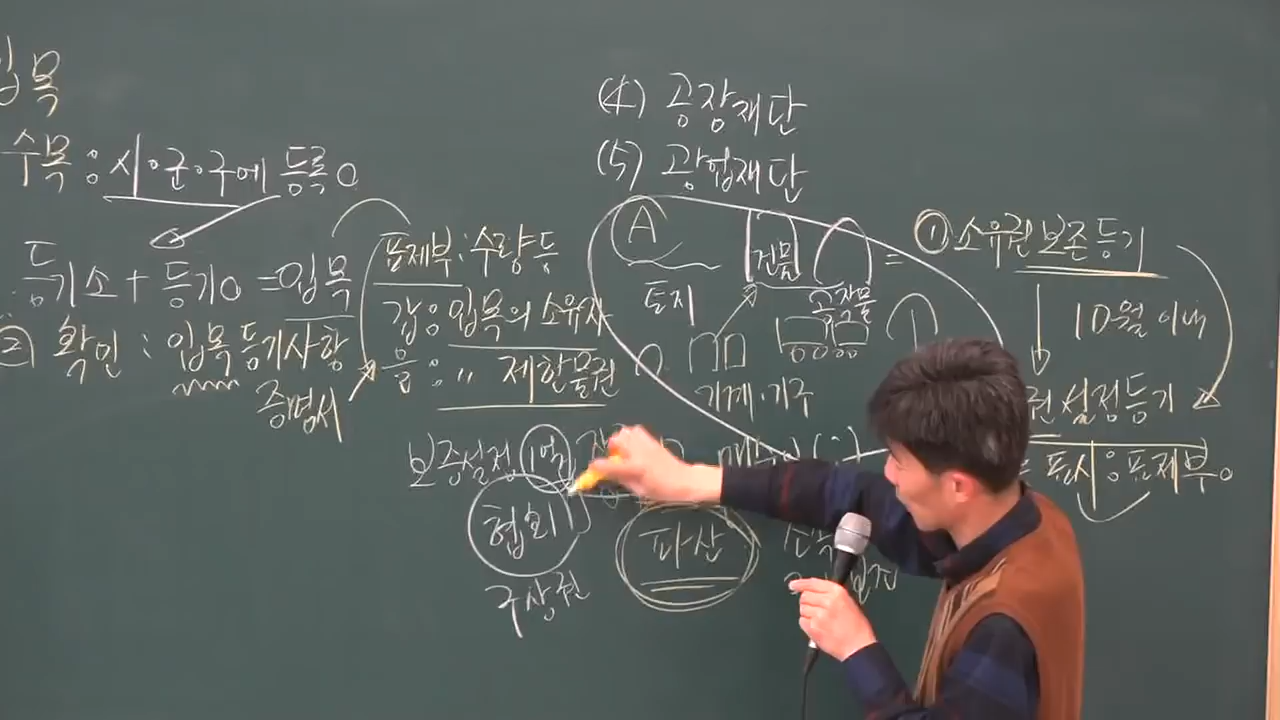 입목
수목 : 시·군·구에 등록。
등기소 + 등기。 = 입목
② 확인 : 입목등기사항
증명서
표제부 : 수량 등
갑 : 입목의 소유자
을 : 〃 제한물권
(4) 공장재단
(5) 광업재단
A 건물
토지 공작물
기계·기구
① 소유권보존등기
10월 이내
권 설정등기
표시 : 표제부。
보증설정 1억
협회
구상권
파산